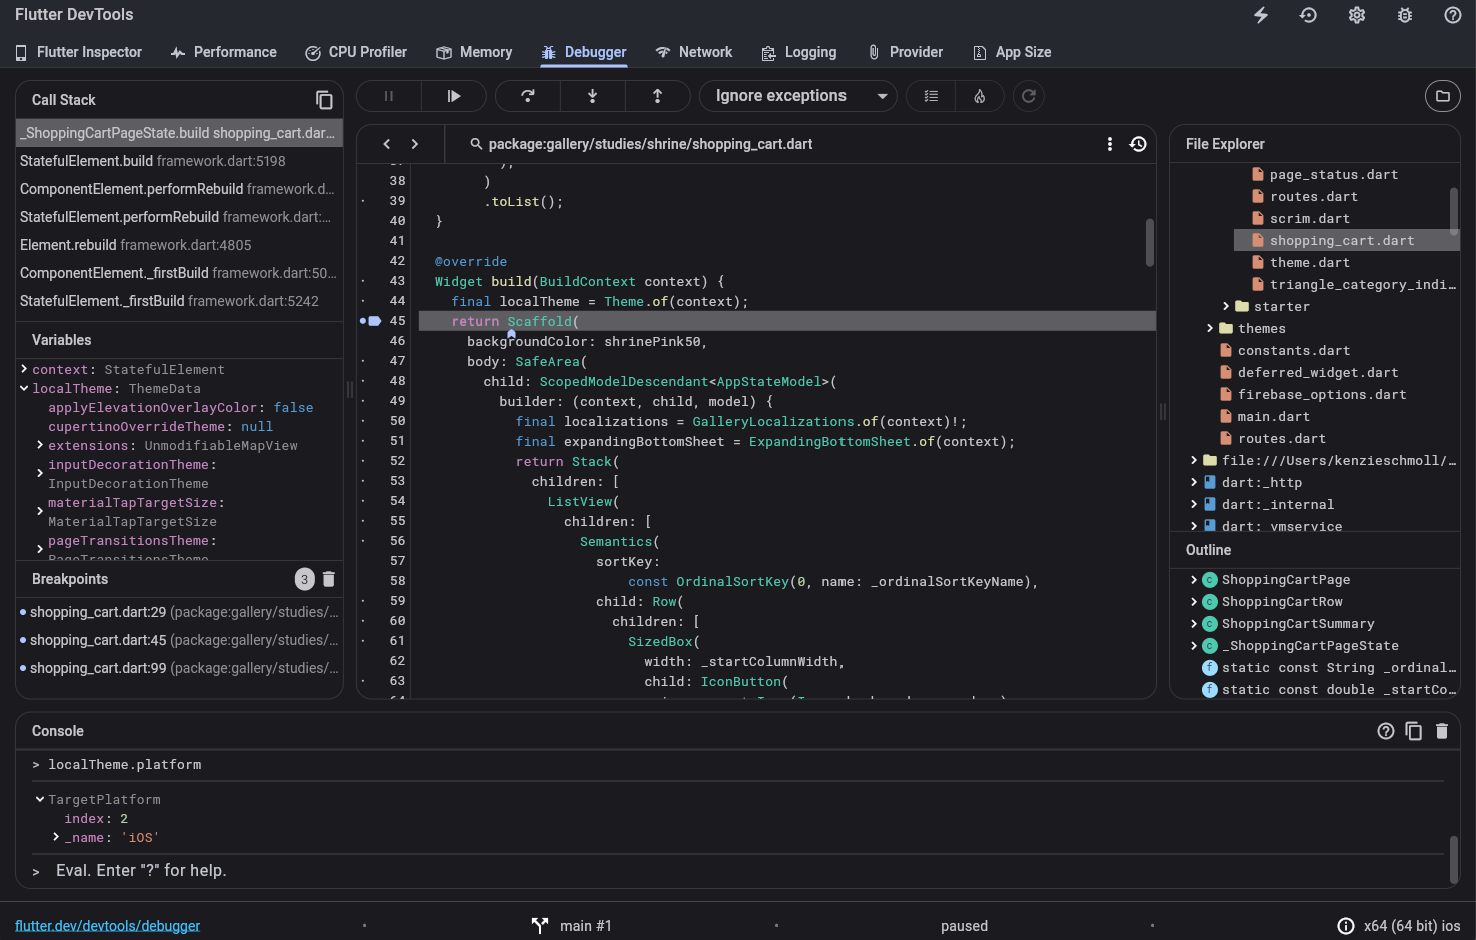 Flutter DevTools
Flutter Inspector Performance CPU Profiler Memory Debugger Network Logging Provider App Size
Call Stack
_ShoppingCartPageState.build shopping_cart.dar...
StatefulElement.build framework.dart:5198
ComponentElement.performRebuild framework.d...
StatefulElement.performRebuild framework.dart:...
Element.rebuild framework.dart:4805
ComponentElement._firstBuild framework.dart:50...
StatefulElement._firstBuild framework.dart:5242
Variables
context: StatefulElement
localTheme: ThemeData
applyElevationOverlayColor: false
cupertinoOverrideTheme: null
extensions: UnmodifiableMapView
inputDecorationTheme:
InputDecorationTheme
materialTapTargetSize:
MaterialTapTargetSize
pageTransitionsTheme:
PageTransitionsTheme
Breakpoints 3
shopping_cart.dart:29 (package:gallery/studies/...
shopping_cart.dart:45 (package:gallery/studies/...
shopping_cart.dart:99 (package:gallery/studies/...
Ignore exceptions
package:gallery/studies/shrine/shopping_cart.dart
38 )
39 .toList();
40 }
41
42 @override
43 Widget build(BuildContext context) {
44 final localTheme = Theme.of(context);
45 return Scaffold(
46 backgroundColor: shrinePink50,
47 body: SafeArea(
48 child: ScopedModelDescendant<AppStateModel>(
49 builder: (context, child, model) {
50 final localizations = GalleryLocalizations.of(context)!;
51 final expandingBottomSheet = ExpandingBottomSheet.of(context);
52 return Stack(
53 children: [
54 ListView(
55 children: [
56 Semantics(
57 sortKey:
58 const OrdinalSortKey(0, name: _ordinalSortKeyName),
59 child: Row(
60 children: [
61 SizedBox(
62 width: _startColumnWidth,
63 child: IconButton(
File Explorer
page_status.dart
routes.dart
scrim.dart
shopping_cart.dart
theme.dart
triangle_category_indi...
starter
themes
constants.dart
deferred_widget.dart
firebase_options.dart
main.dart
routes.dart
file:///Users/kenzieschmoll/...
dart:_http
dart:_internal
dart:_vmservice
Outline
ShoppingCartPage
ShoppingCartRow
ShoppingCartSummary
_ShoppingCartPageState
static const String _ordinal...
static const double _startCo...
Console
> localTheme.platform
TargetPlatform
index: 2
_name: 'iOS'
> Eval. Enter "?" for help.
flutter.dev/devtools/debugger main #1 paused x64 (64 bit) ios